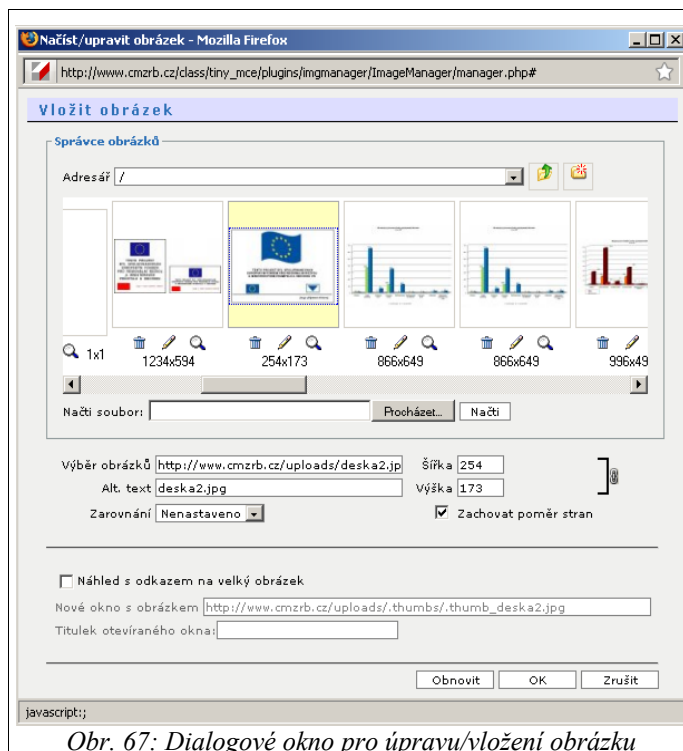 Načíst/upravit obrázek - Mozilla Firefox
http://www.cmzrb.cz/class/tiny_mce/plugins/imgmanager/ImageManager/manager.php#
Vložit obrázek
Správce obrázků
Adresář /
1x1 1234x594 254x173 866x649 866x649 996x49
Načti soubor: Procházet... Načti
Výběr obrázků http://www.cmzrb.cz/uploads/deska2.jp Šířka 254
Alt. text deska2.jpg Výška 173
Zarovnání Nenastaveno Zachovat poměr stran
Náhled s odkazem na velký obrázek
Nové okno s obrázkem http://www.cmzrb.cz/uploads/.thumbs/.thumb_deska2.jpg
Titulek otevíraného okna:
Obnovit OK Zrušit
javascript:;
Obr. 67: Dialogové okno pro úpravu/vložení obrázku